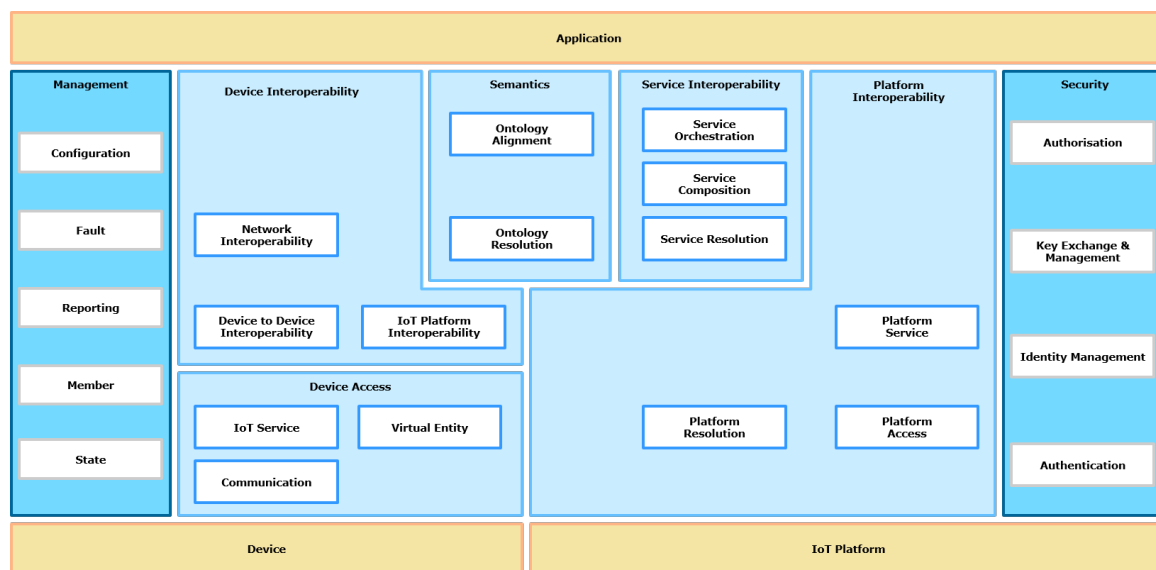 Application
Management
Configuration
Fault
Reporting
Member
State
Device Interoperability
Network
Interoperability
Device to Device
Interoperability
IoT Platform
Interoperability
Device Access
IoT Service
Virtual Entity
Communication
Semantics
Ontology
Alignment
Ontology
Resolution
Service Interoperability
Service
Orchestration
Service
Composition
Service Resolution
Platform
Interoperability
Platform
Service
Platform
Resolution
Platform
Access
Security
Authorisation
Key Exchange &
Management
Identity Management
Authentication
Device
IoT Platform